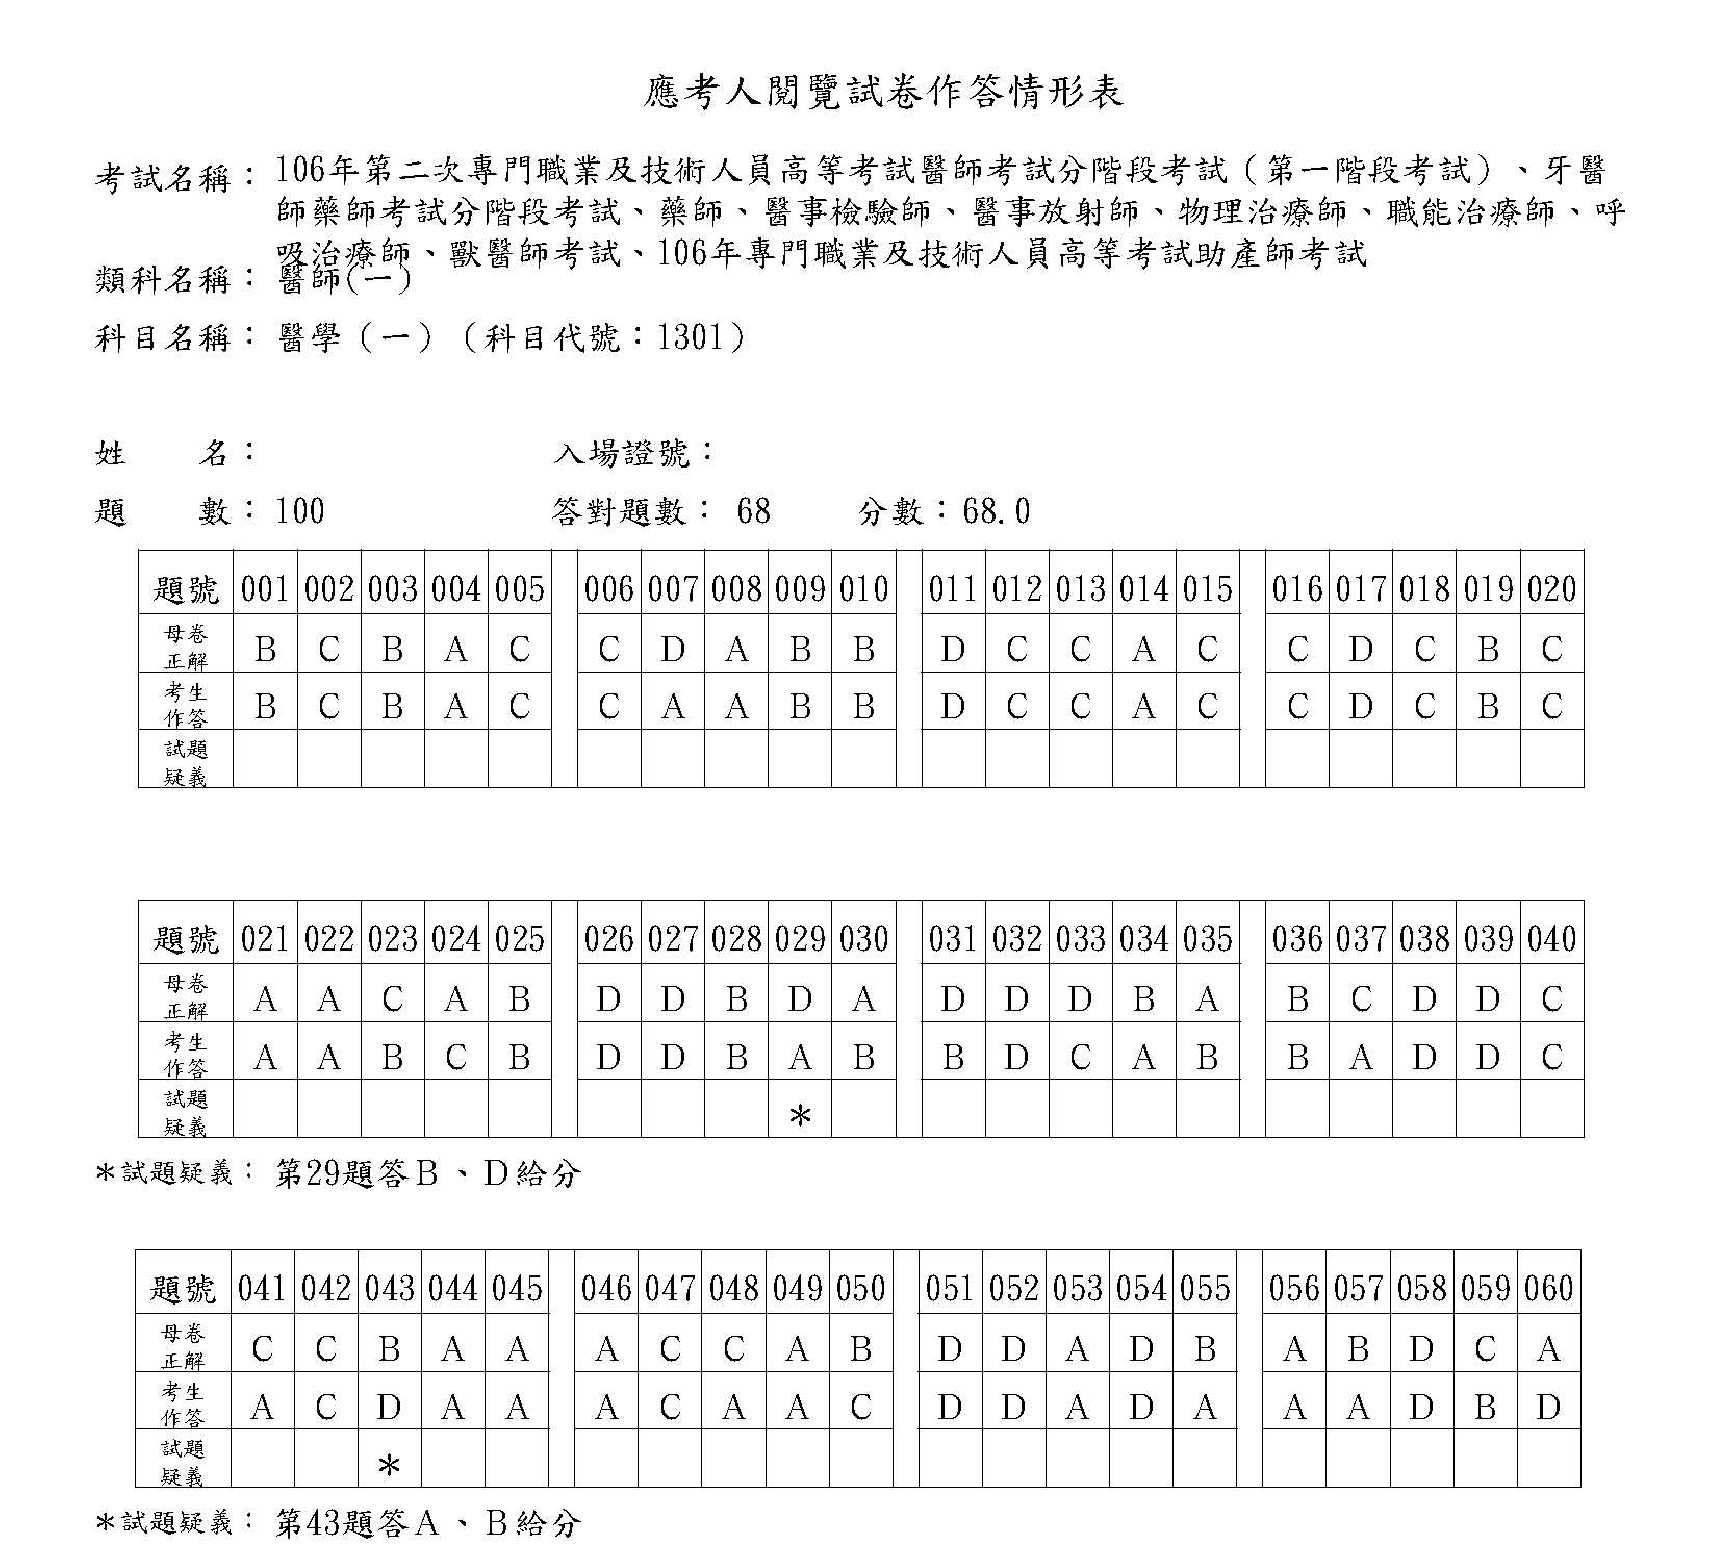 應考人閱覽試卷作答情形表
考試名稱：106年第二次專門職業及技術人員高等考試醫師考試分階段考試（第一階段考試）、牙醫
師藥師考試分階段考試、藥師、醫事檢驗師、醫事放射師、物理治療師、職能治療師、呼
吸治療師、獸醫師考試、106年專門職業及技術人員高等考試助產師考試
類科名稱：醫師(一)
科目名稱：醫學（一）（科目代號：1301）
姓　　名：　　入場證號：
題　　數：100　　答對題數：68　　分數：68.0
題號 001 002 003 004 005 006 007 008 009 010 011 012 013 014 015 016 017 018 019 020
母卷正解 B C B A C C D A B B D C C A C C D C B C
考生作答 B C B A C C A A B B D C C A C C D C B C
試題疑義
題號 021 022 023 024 025 026 027 028 029 030 031 032 033 034 035 036 037 038 039 040
母卷正解 A A C A B D D B D A D D D B A B C D D C
考生作答 A A B C B D D B A B B D C A B B A D D C
試題疑義 *
*試題疑義：第29題答B、D給分
題號 041 042 043 044 045 046 047 048 049 050 051 052 053 054 055 056 057 058 059 060
母卷正解 C C B A A A C C A B D D A D B A B D C A
考生作答 A C D A A A C A A C D D A D A A A D B D
試題疑義 *
*試題疑義：第43題答A、B給分